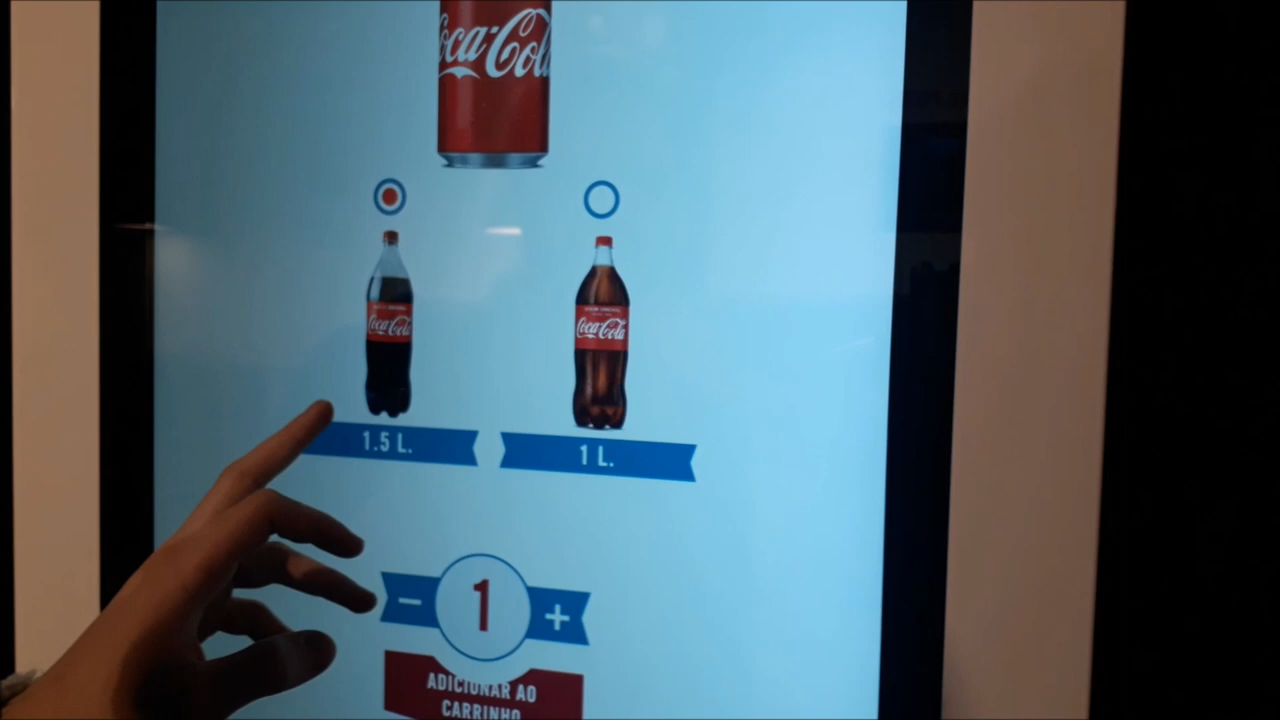 Coca-Cola
Coca-Cola
Coca-Cola
1.5 L.
1 L.
− 1 +
ADICIONAR AO
CARRINHO